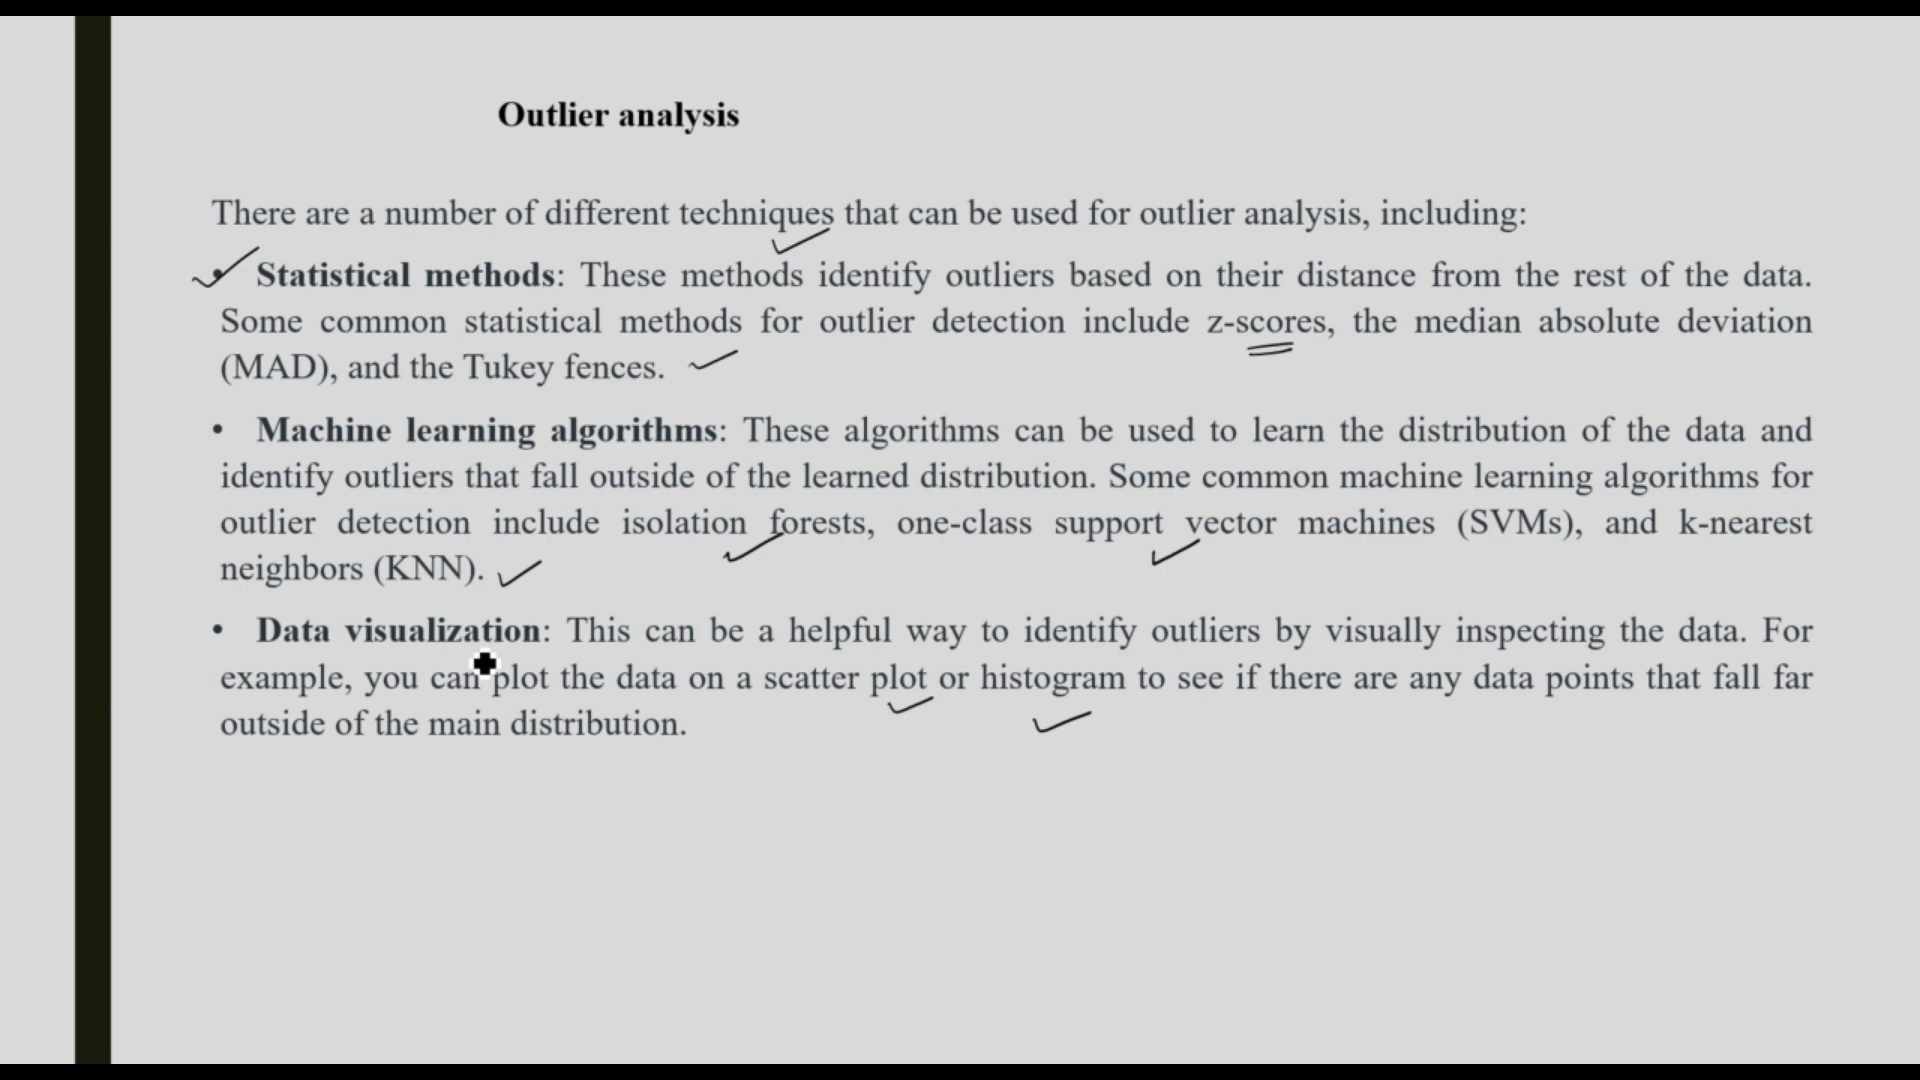 Outlier analysis
There are a number of different techniques that can be used for outlier analysis, including:
• Statistical methods: These methods identify outliers based on their distance from the rest of the data.
Some common statistical methods for outlier detection include z-scores, the median absolute deviation
(MAD), and the Tukey fences.
• Machine learning algorithms: These algorithms can be used to learn the distribution of the data and
identify outliers that fall outside of the learned distribution. Some common machine learning algorithms for
outlier detection include isolation forests, one-class support vector machines (SVMs), and k-nearest
neighbors (KNN).
• Data visualization: This can be a helpful way to identify outliers by visually inspecting the data. For
example, you can plot the data on a scatter plot or histogram to see if there are any data points that fall far
outside of the main distribution.